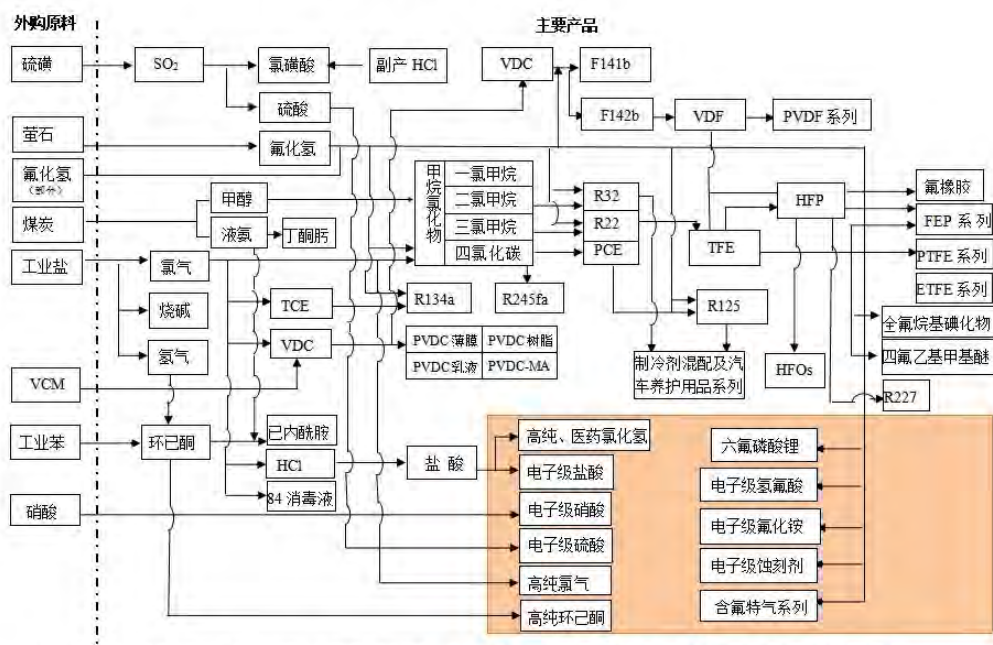 外购原料
主要产品
硫磺
SO2
氯磺酸
副产 HCl
VDC
F141b
硫酸
F142b
VDF
PVDF 系列
萤石
氟化氢
氟化氢
(部分)
甲烷氯化物
一氯甲烷
二氯甲烷
三氯甲烷
四氯化碳
甲醇
煤炭
液氨
丁酮肟
R32
R22
PCE
HFP
TFE
氟橡胶
FEP 系列
PTFE 系列
ETFE 系列
工业盐
氯气
烧碱
氢气
TCE
R134a
R245fa
R125
全氟烷基碘化物
四氟乙基甲基醚
VDC
PVDC 薄膜
PVDC 树脂
PVDC 乳液
PVDC-MA
制冷剂混配及汽
车养护用品系列
HFOs
R227
VCM
工业苯
环已酮
已内酰胺
HCl
盐 酸
84 消毒液
硝酸
高纯、医药氯化氢
电子级盐酸
电子级硝酸
电子级硫酸
高纯氯气
高纯环己酮
六氟磷酸锂
电子级氢氟酸
电子级氟化铵
电子级蚀刻剂
含氟特气系列